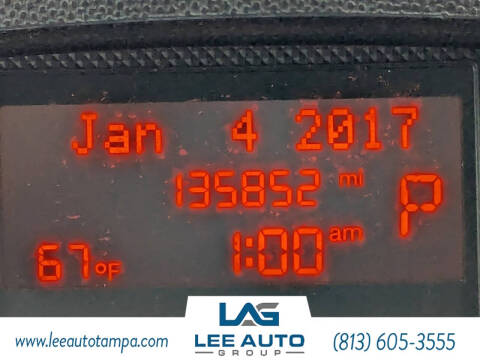 Jan 4 2017
135852 mi
P
67°F 1:00 am
LAG
www.leeautotampa.com LEE AUTO (813) 605-3555
GROUP